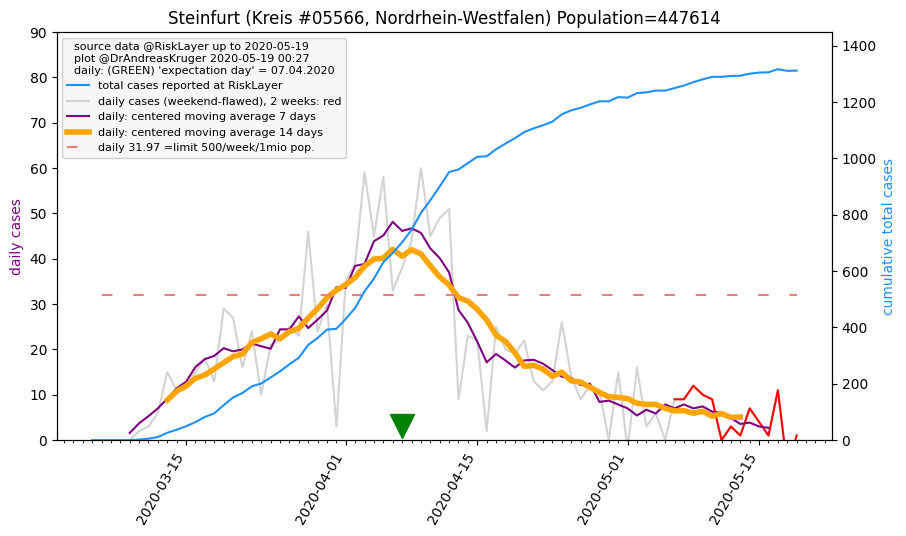 Steinfurt (Kreis #05566, Nordrhein-Westfalen) Population=447614
source data @RiskLayer up to 2020-05-19
plot @DrAndreasKruger 2020-05-19 00:27
daily: (GREEN) 'expectation day' = 07.04.2020
total cases reported at RiskLayer
daily cases (weekend-flawed), 2 weeks: red
daily: centered moving average 7 days
daily: centered moving average 14 days
daily 31.97 =limit 500/week/1mio pop.
daily cases
90
80
70
60
50
40
30
20
10
0
1400
1200
1000
800
600
400
200
0
cumulative total cases
2020-03-15
2020-04-01
2020-04-15
2020-05-01
2020-05-15